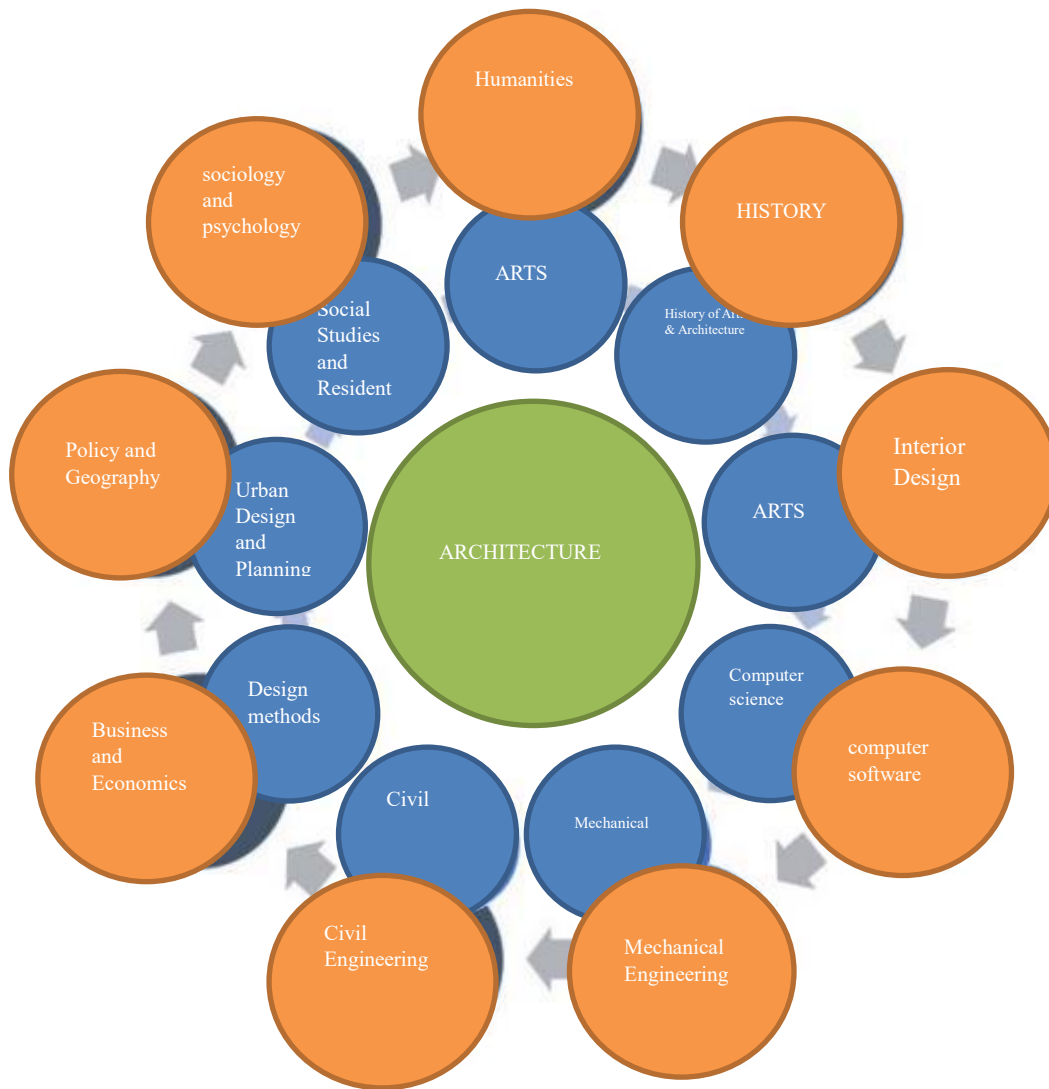 Humanities
sociology
and
psychology
HISTORY
ARTS
Social
Studies
and
Resident
History of Arts
& Architecture
Interior
Design
Policy and
Geography
Urban
Design
and
Planning
ARTS
ARCHITECTURE
Computer
science
Design
methods
Business
and
Economics
computer
software
Civil
Mechanical
Civil
Engineering
Mechanical
Engineering